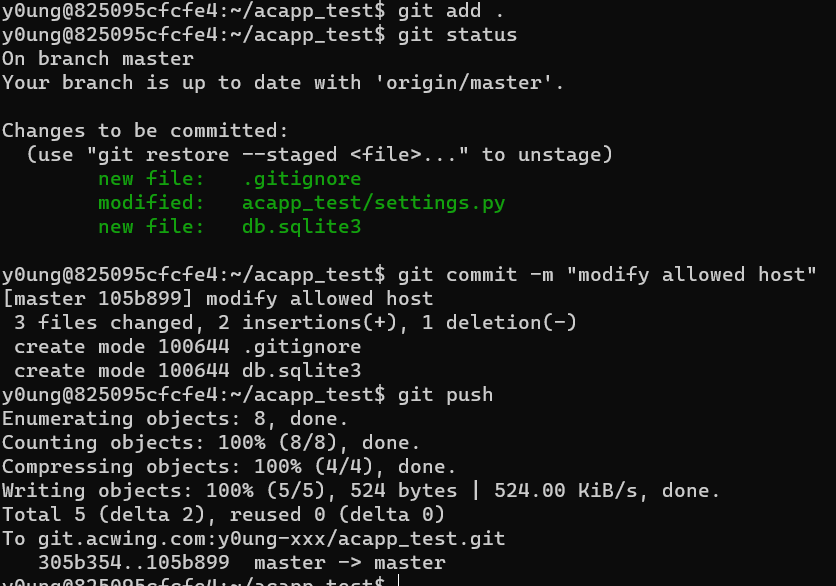 y0ung@825095cfcfe4:~/acapp_test$ git add .
y0ung@825095cfcfe4:~/acapp_test$ git status
On branch master
Your branch is up to date with 'origin/master'.
Changes to be committed:
  (use "git restore --staged <file>..." to unstage)
        new file:   .gitignore
        modified:   acapp_test/settings.py
        new file:   db.sqlite3
y0ung@825095cfcfe4:~/acapp_test$ git commit -m "modify allowed host"
[master 105b899] modify allowed host
 3 files changed, 2 insertions(+), 1 deletion(-)
 create mode 100644 .gitignore
 create mode 100644 db.sqlite3
y0ung@825095cfcfe4:~/acapp_test$ git push
Enumerating objects: 8, done.
Counting objects: 100% (8/8), done.
Compressing objects: 100% (4/4), done.
Writing objects: 100% (5/5), 524 bytes | 524.00 KiB/s, done.
Total 5 (delta 2), reused 0 (delta 0)
To git.acwing.com:y0ung-xxx/acapp_test.git
   305b354..105b899  master -> master
y0ung@825095cfcfe4:~/acapp_test$